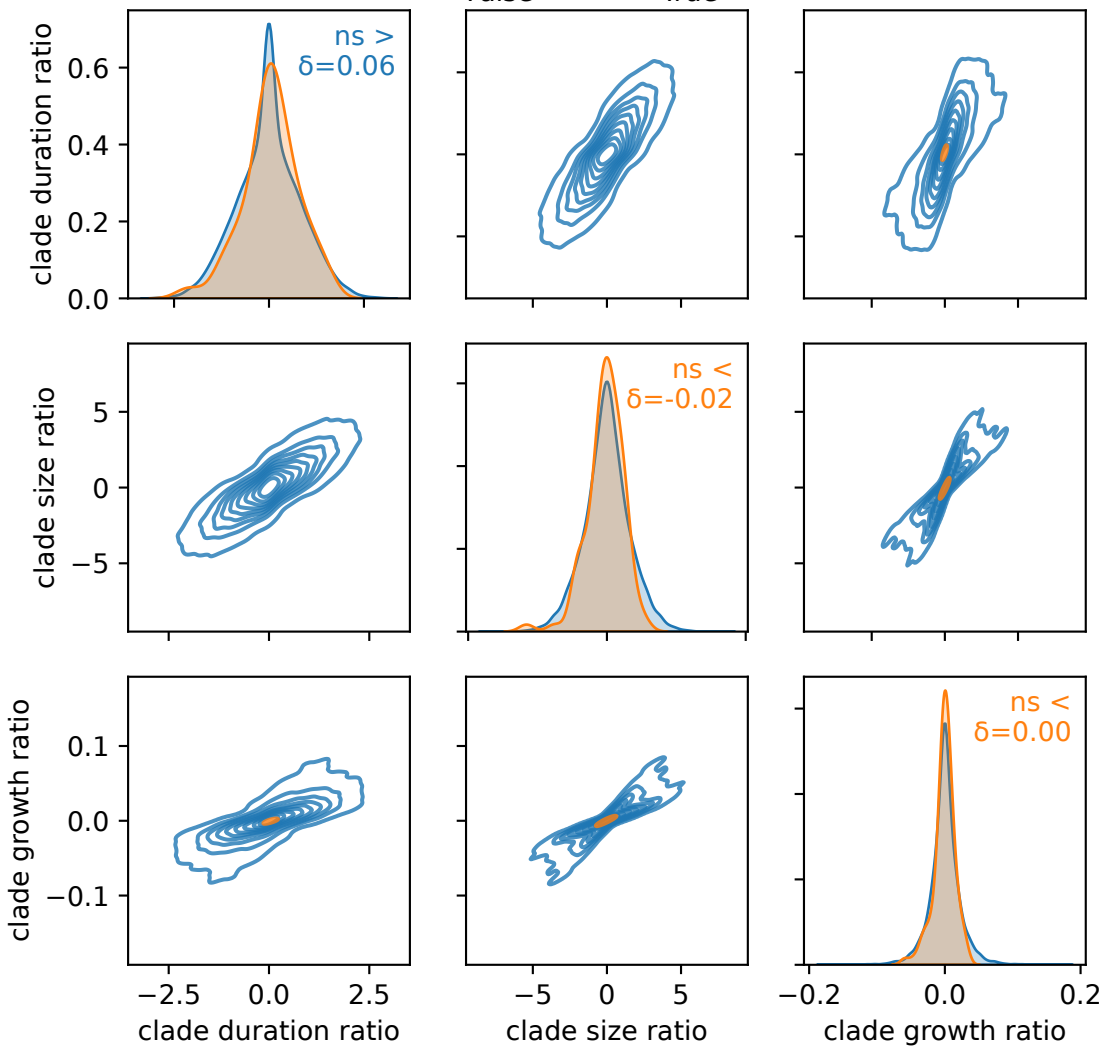 clade duration ratio
0.6
0.4
0.2
0.0
ns >
δ=0.06
clade size ratio
5
0
−5
ns <
δ=-0.02
clade growth ratio
0.1
0.0
−0.1
ns <
δ=0.00
−2.5 0.0 2.5
clade duration ratio
−5 0 5
clade size ratio
−0.2 0.0 0.2
clade growth ratio